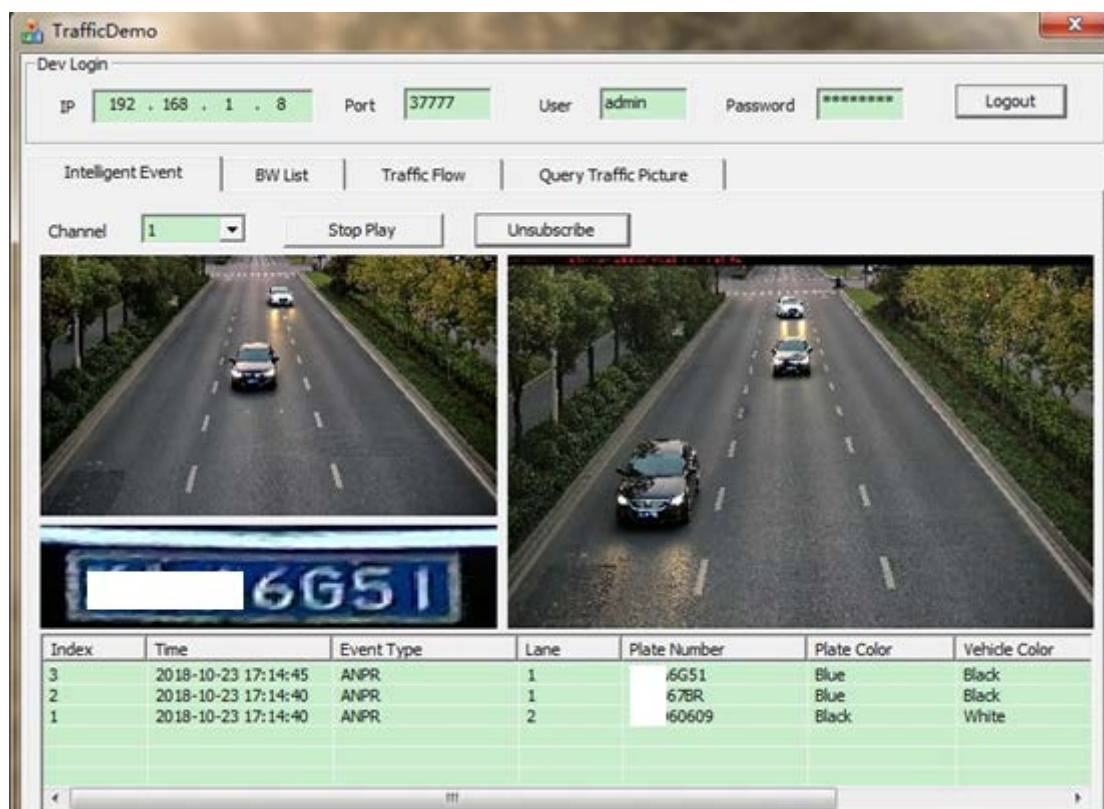 TrafficDemo
Dev Login
IP 192 . 168 . 1 . 8 Port 37777 User admin Password ******** Logout
Intelligent Event BW List Traffic Flow Query Traffic Picture
Channel 1 Stop Play Unsubscribe
6G51
Index Time Event Type Lane Plate Number Plate Color Vehicle Color
3 2018-10-23 17:14:45 ANPR 1 6G51 Blue Black
2 2018-10-23 17:14:40 ANPR 1 67BR Blue Black
1 2018-10-23 17:14:40 ANPR 2 60609 Black White